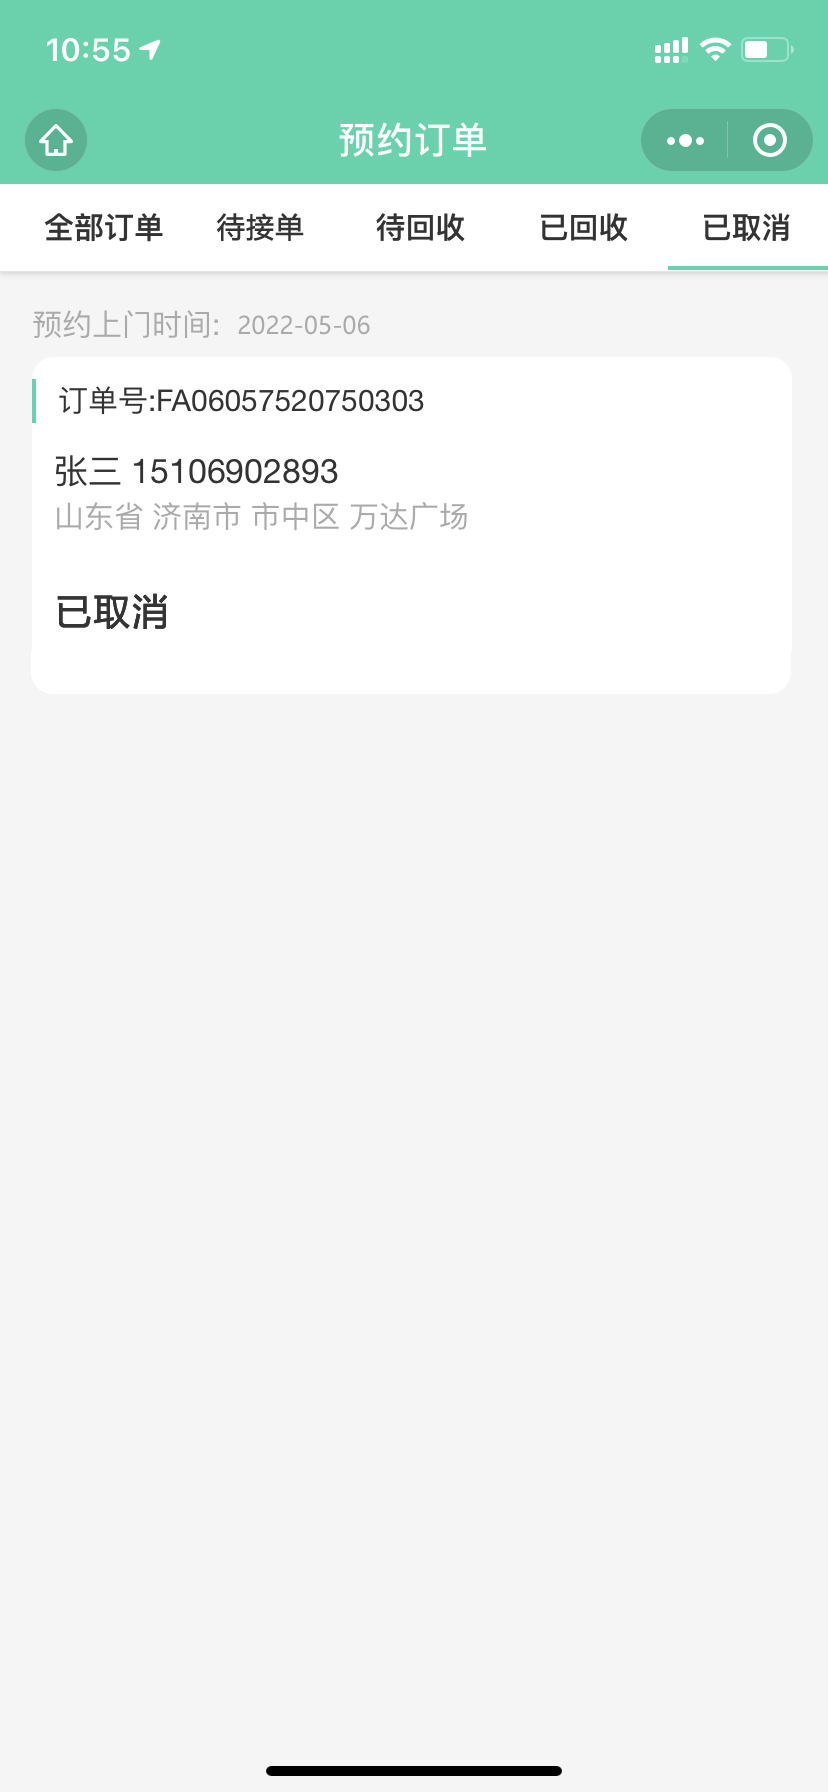 10:55
预约订单
全部订单 待接单 待回收 已回收 已取消
预约上门时间: 2022-05-06
订单号:FA06057520750303
张三 15106902893
山东省 济南市 市中区 万达广场
已取消